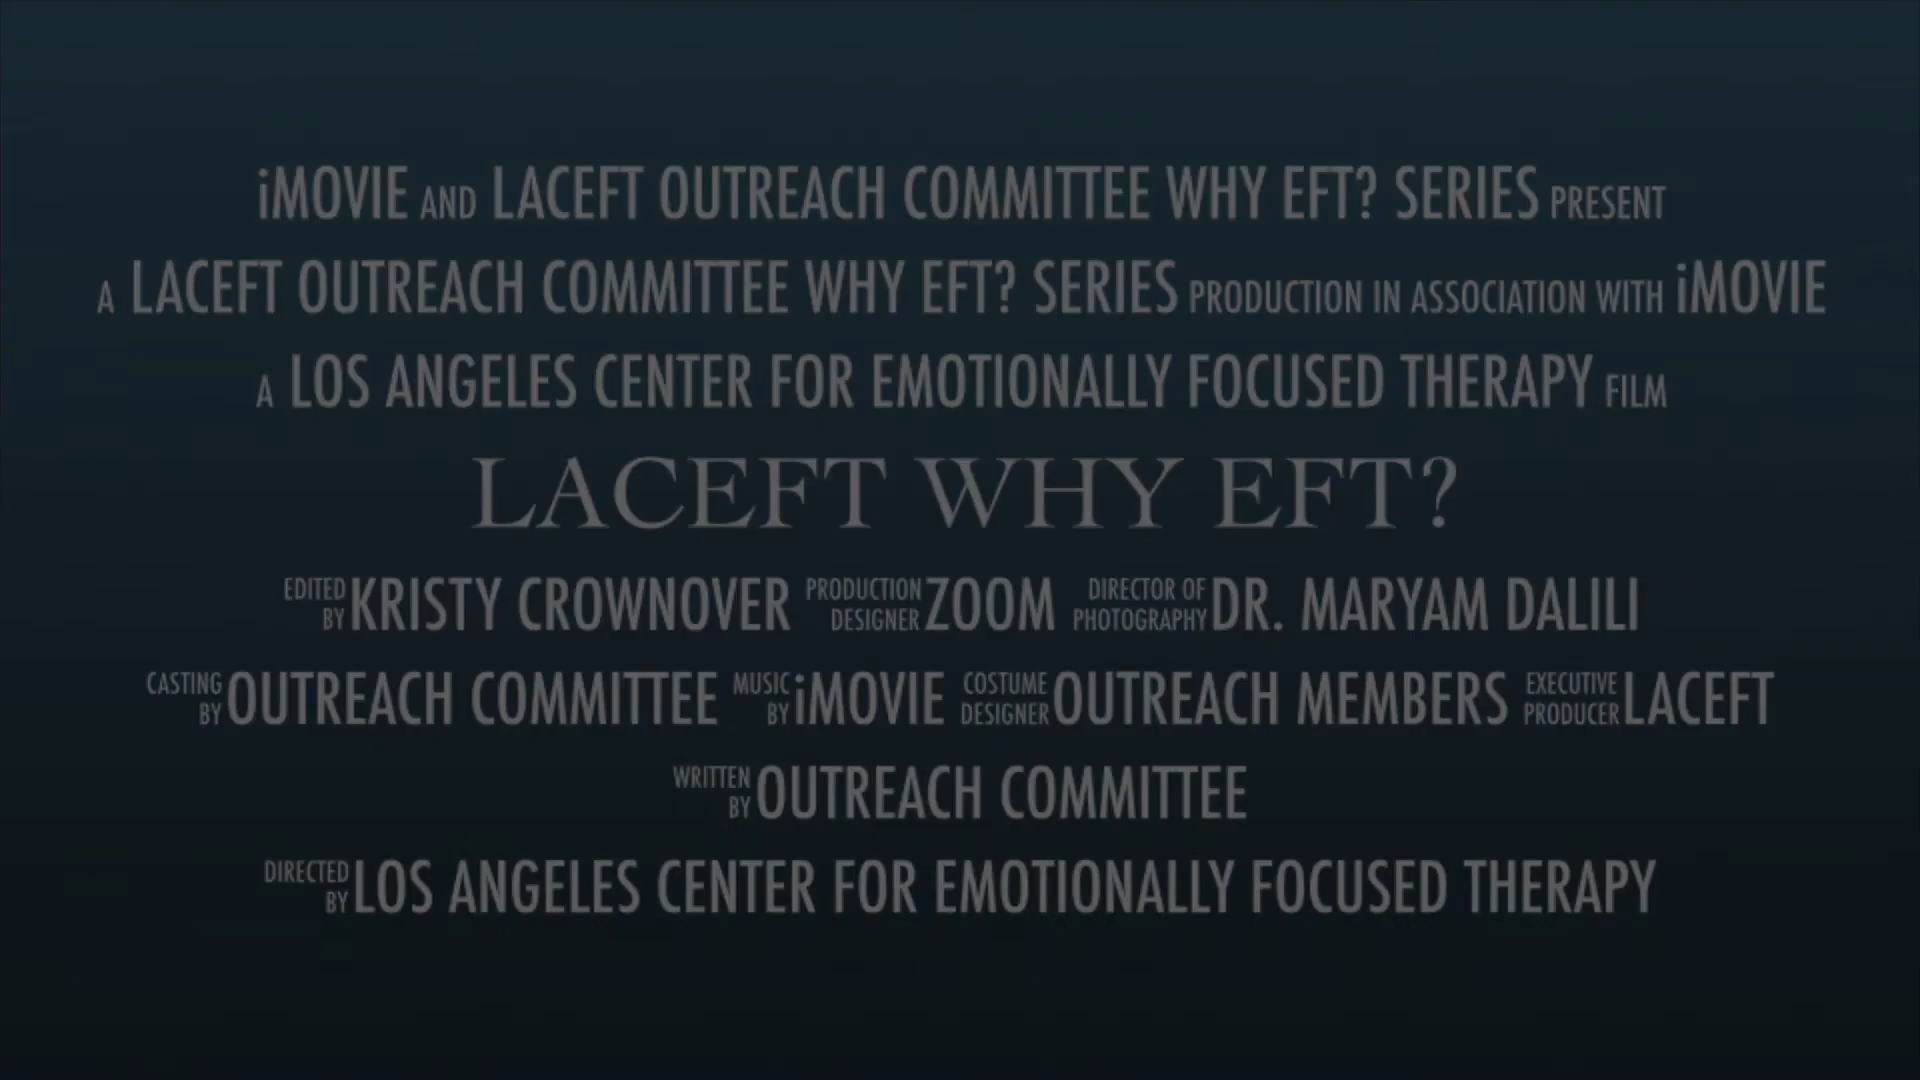 iMOVIE AND LACEFT OUTREACH COMMITTEE WHY EFT? SERIES PRESENT
A LACEFT OUTREACH COMMITTEE WHY EFT? SERIES PRODUCTION IN ASSOCIATION WITH iMOVIE
A LOS ANGELES CENTER FOR EMOTIONALLY FOCUSED THERAPY FILM
LACEFT WHY EFT?
EDITED BY KRISTY CROWNOVER PRODUCTION DESIGNER ZOOM DIRECTOR OF PHOTOGRAPHY DR. MARYAM DALILI
CASTING BY OUTREACH COMMITTEE MUSIC BY iMOVIE COSTUME DESIGNER OUTREACH MEMBERS EXECUTIVE PRODUCER LACEFT
WRITTEN BY OUTREACH COMMITTEE
DIRECTED BY LOS ANGELES CENTER FOR EMOTIONALLY FOCUSED THERAPY